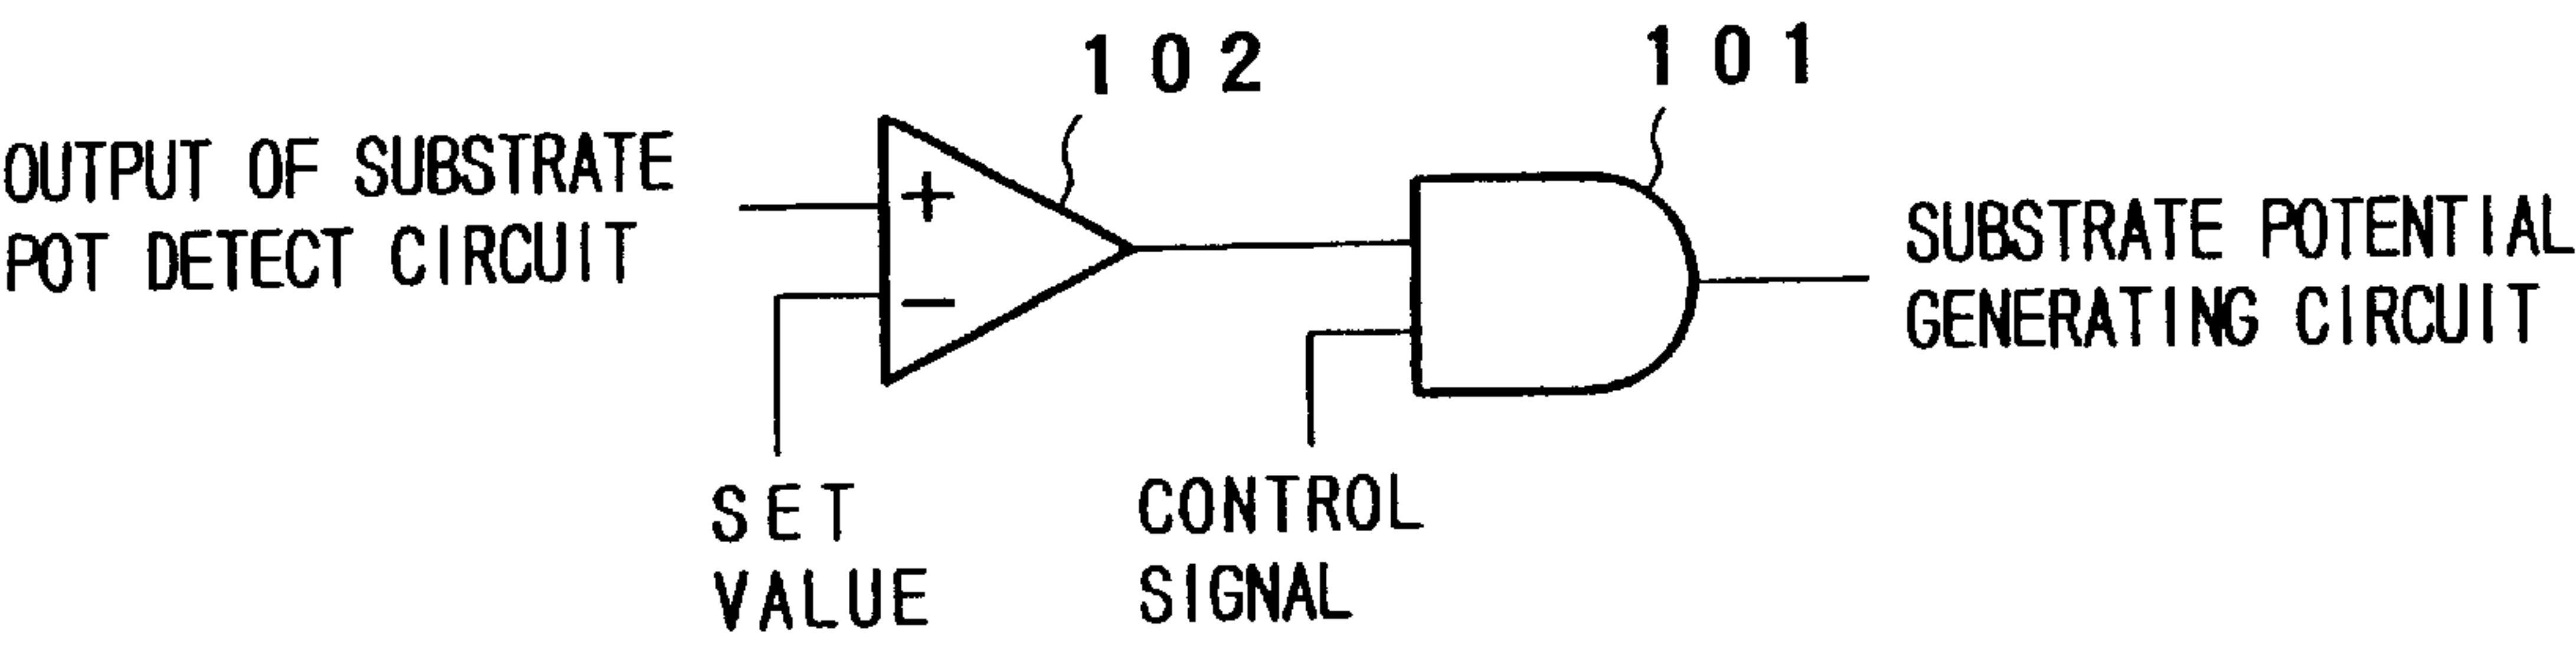 102
101
OUTPUT OF SUBSTRATE
POT DETECT CIRCUIT
+
−
SUBSTRATE POTENTIAL
GENERATING CIRCUIT
SET
VALUE
CONTROL
SIGNAL